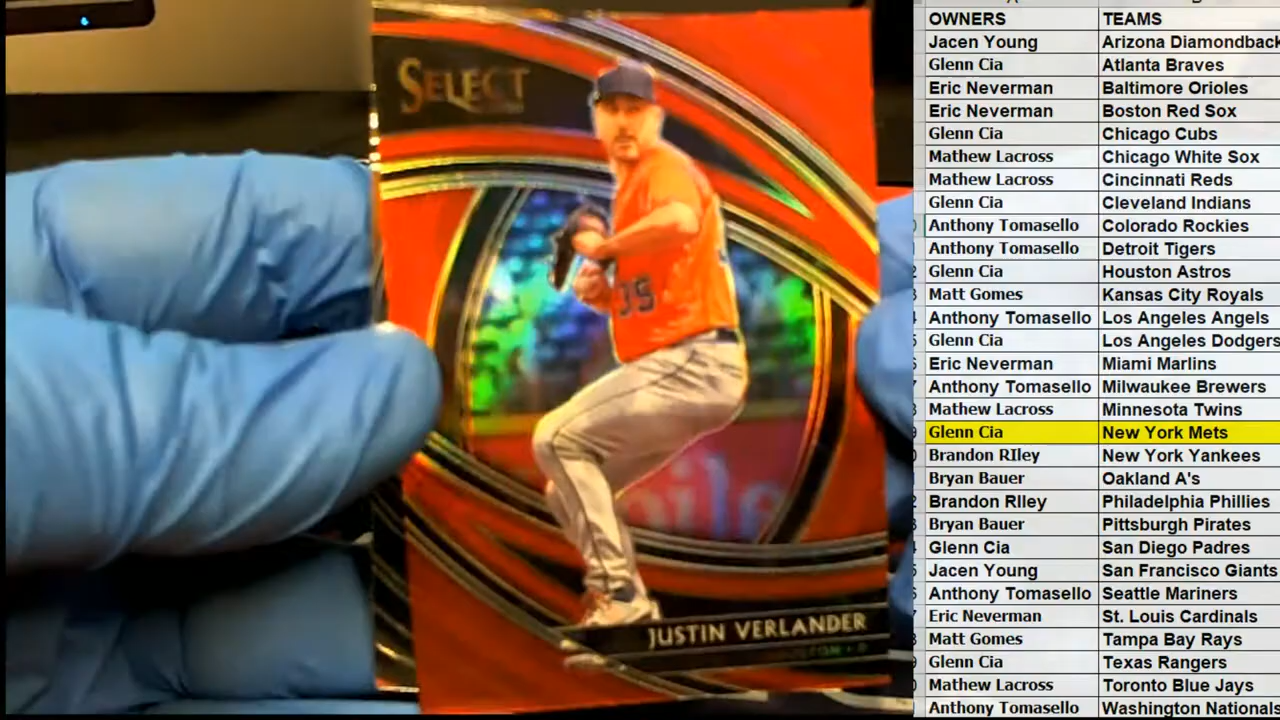 SELECT
35
JUSTIN VERLANDER
OWNERS TEAMS
Jacen Young Arizona Diamondback
Glenn Cia Atlanta Braves
Eric Neverman Baltimore Orioles
Eric Neverman Boston Red Sox
Glenn Cia Chicago Cubs
Mathew Lacross Chicago White Sox
Mathew Lacross Cincinnati Reds
Glenn Cia Cleveland Indians
Anthony Tomasello Colorado Rockies
Anthony Tomasello Detroit Tigers
Glenn Cia Houston Astros
Matt Gomes Kansas City Royals
Anthony Tomasello Los Angeles Angels
Glenn Cia Los Angeles Dodgers
Eric Neverman Miami Marlins
Anthony Tomasello Milwaukee Brewers
Mathew Lacross Minnesota Twins
Glenn Cia New York Mets
Brandon RIley New York Yankees
Bryan Bauer Oakland A's
Brandon RIley Philadelphia Phillies
Bryan Bauer Pittsburgh Pirates
Glenn Cia San Diego Padres
Jacen Young San Francisco Giants
Anthony Tomasello Seattle Mariners
Eric Neverman St. Louis Cardinals
Matt Gomes Tampa Bay Rays
Glenn Cia Texas Rangers
Mathew Lacross Toronto Blue Jays
Anthony Tomasello Washington Nationals